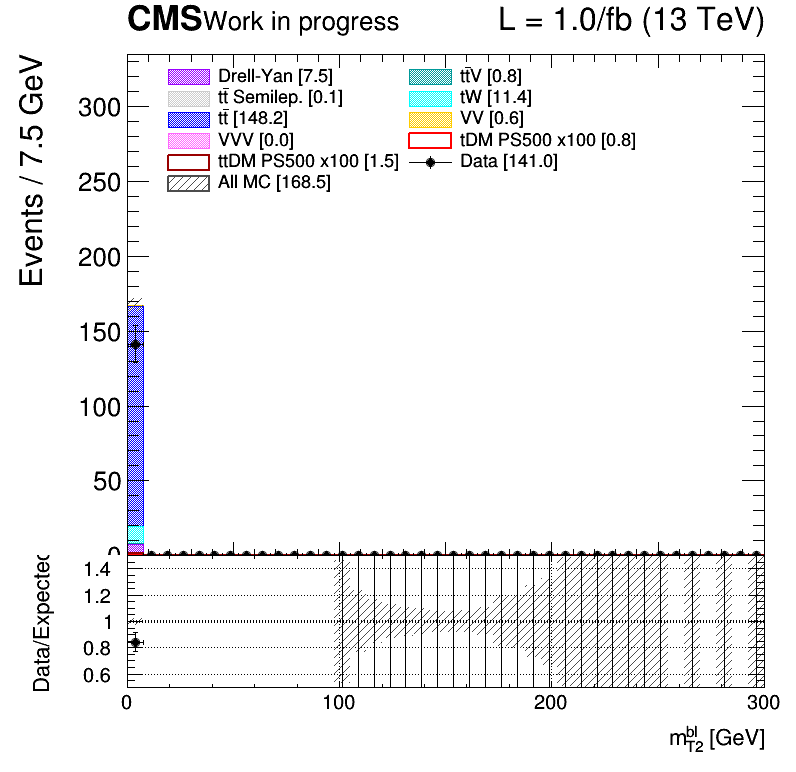 CMS Work in progress L = 1.0/fb (13 TeV)
Events / 7.5 GeV
300
250
200
150
100
50
0
Drell-Yan [7.5]
tt̄V [0.8]
tt̄ Semilep. [0.1]
tW [11.4]
tt̄ [148.2]
VV [0.6]
VVV [0.0]
tDM PS500 x100 [0.8]
ttDM PS500 x100 [1.5]
Data [141.0]
All MC [168.5]
Data/Expected
1.4
1.2
1
0.8
0.6
0 100 200 300
m_T2^bl [GeV]